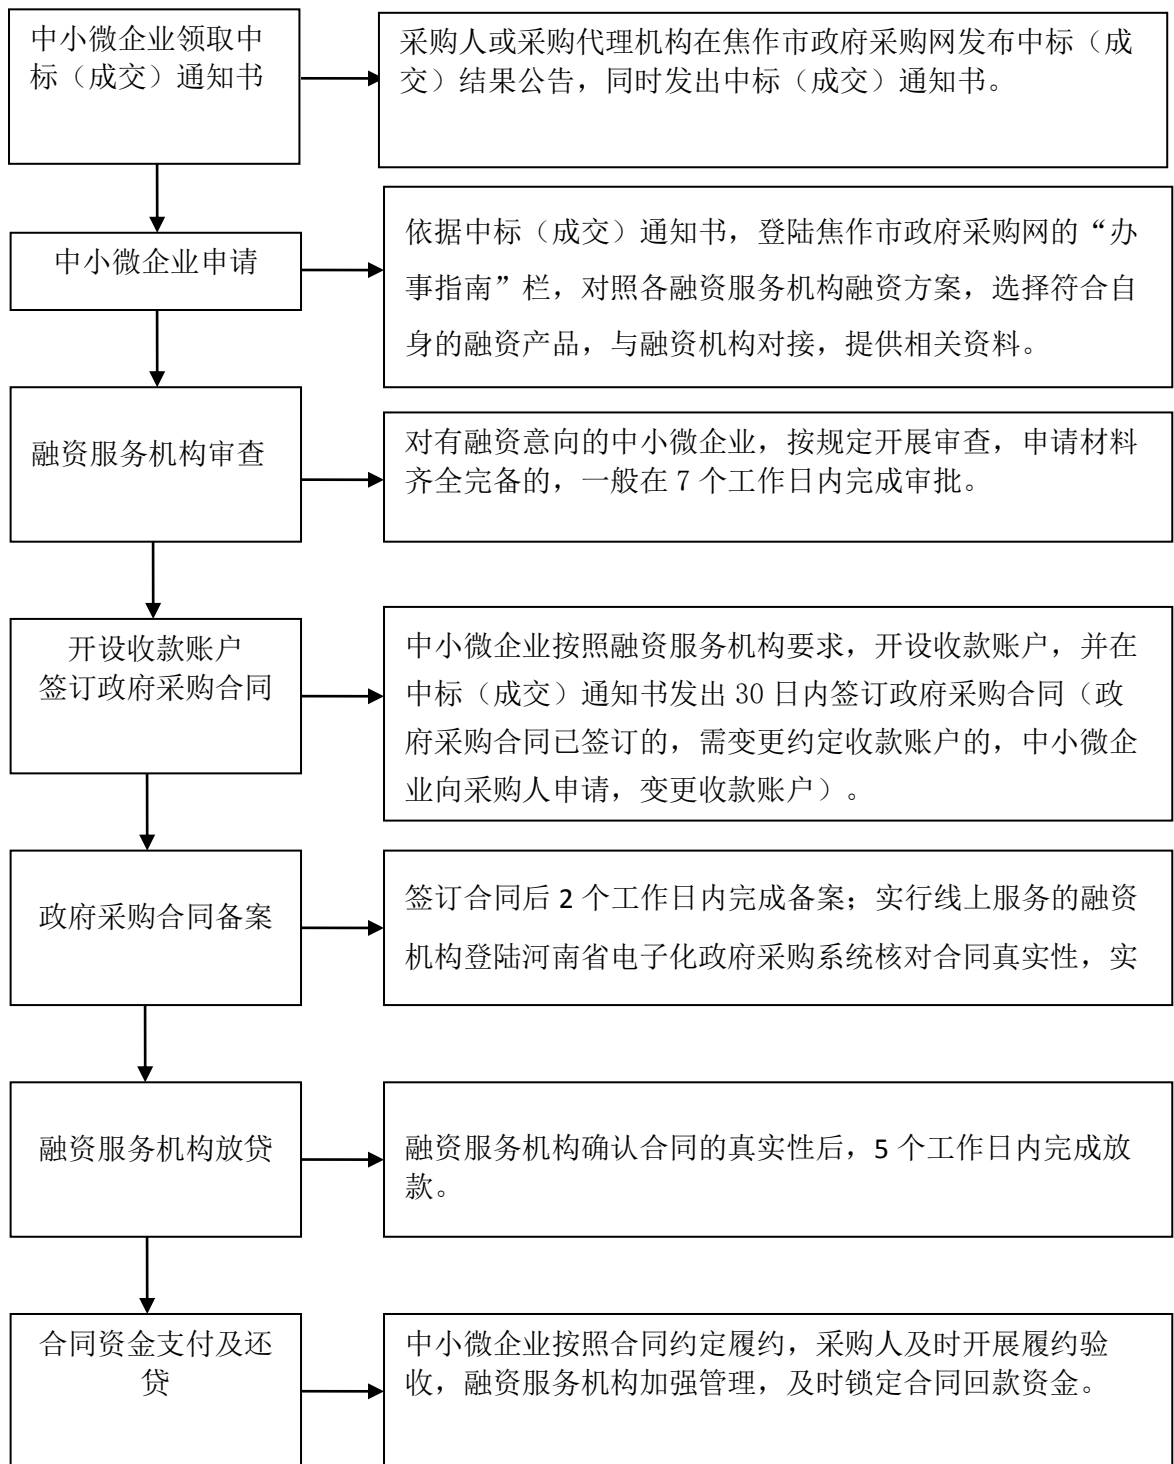 中小微企业领取中
标（成交）通知书
采购人或采购代理机构在焦作市政府采购网发布中标（成
交）结果公告，同时发出中标（成交）通知书。
中小微企业申请
依据中标（成交）通知书，登陆焦作市政府采购网的“办
事指南”栏，对照各融资服务机构融资方案，选择符合自
身的融资产品，与融资机构对接，提供相关资料。
融资服务机构审查
对有融资意向的中小微企业，按规定开展审查，申请材料
齐全完备的，一般在 7 个工作日内完成审批。
开设收款账户
签订政府采购合同
中小微企业按照融资服务机构要求，开设收款账户，并在
中标（成交）通知书发出 30 日内签订政府采购合同（政
府采购合同已签订的，需变更约定收款账户的，中小微企
业向采购人申请，变更收款账户）。
政府采购合同备案
签订合同后 2 个工作日内完成备案；实行线上服务的融资
机构登陆河南省电子化政府采购系统核对合同真实性，实
融资服务机构放贷
融资服务机构确认合同的真实性后，5 个工作日内完成放
款。
合同资金支付及还
贷
中小微企业按照合同约定履约，采购人及时开展履约验
收，融资服务机构加强管理，及时锁定合同回款资金。